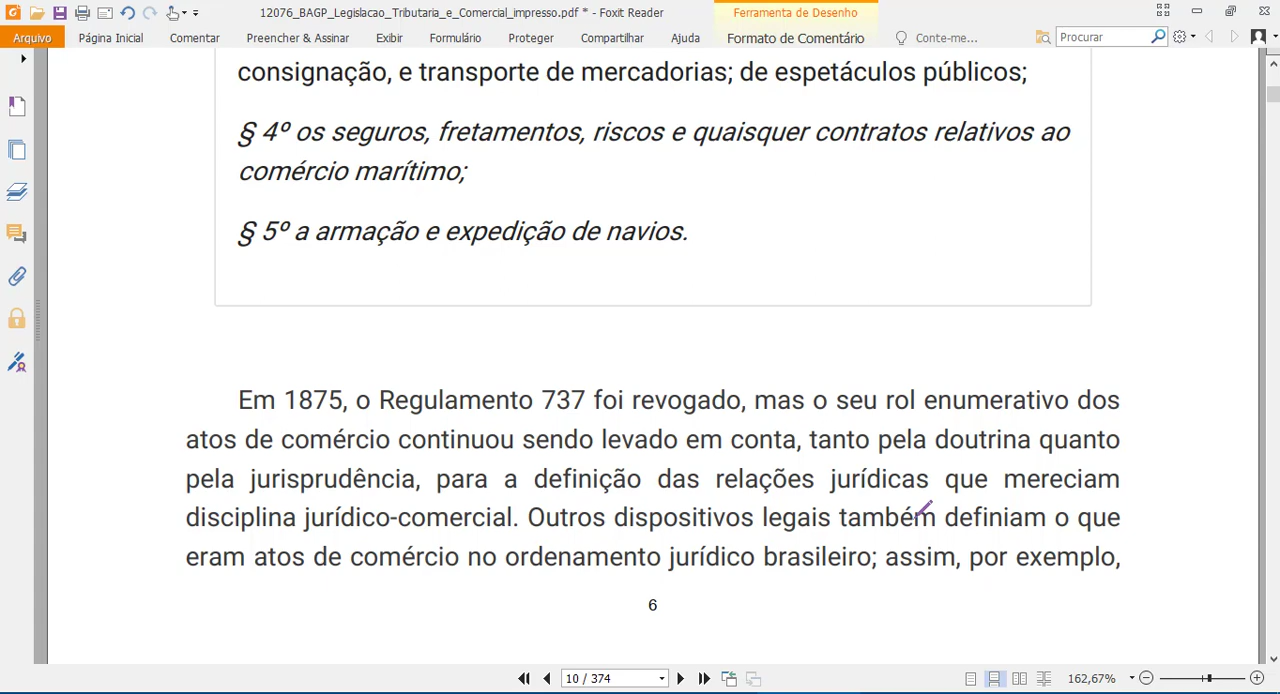 12076_BAGP_Legislacao_Tributaria_e_Comercial_impresso.pdf * - Foxit Reader
Ferramenta de Desenho
Arquivo Página Inicial Comentar Preencher & Assinar Exibir Formulário Proteger Compartilhar Ajuda Formato de Comentário Conte-me... Procurar
consignação, e transporte de mercadorias; de espetáculos públicos;
§ 4º os seguros, fretamentos, riscos e quaisquer contratos relativos ao
comércio marítimo;
§ 5º a armação e expedição de navios.
Em 1875, o Regulamento 737 foi revogado, mas o seu rol enumerativo dos
atos de comércio continuou sendo levado em conta, tanto pela doutrina quanto
pela jurisprudência, para a definição das relações jurídicas que mereciam
disciplina jurídico-comercial. Outros dispositivos legais também definiam o que
eram atos de comércio no ordenamento jurídico brasileiro; assim, por exemplo,
6
10 / 374
162,67%